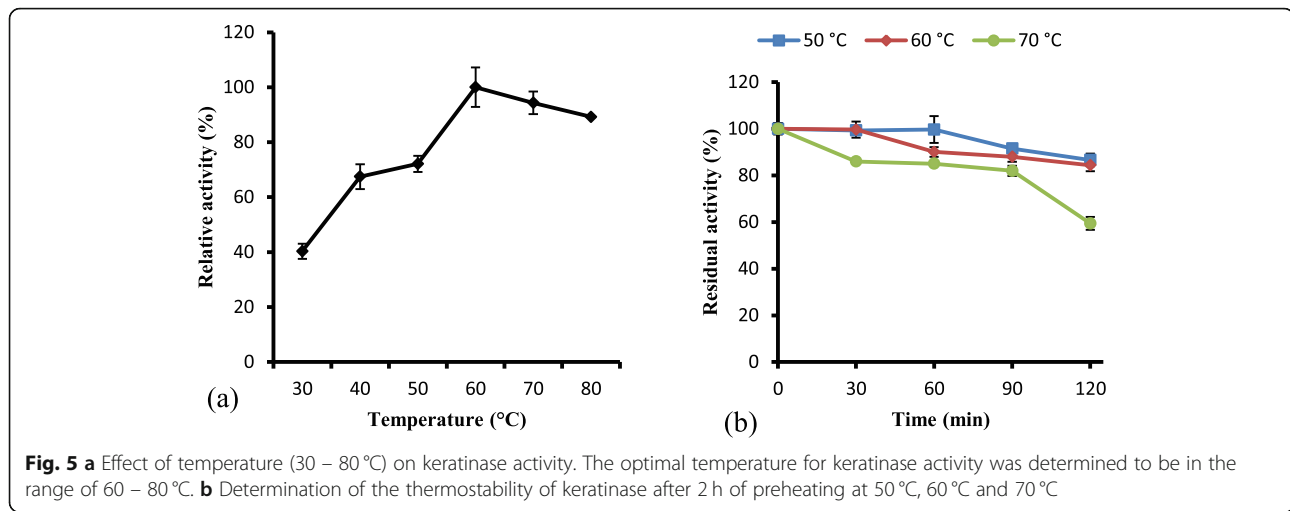 120
100
80
60
40
20
0
Relative activity (%)
30 40 50 60 70 80
Temperature (°C)
(a)
50 °C 60 °C 70 °C
120
100
80
60
40
20
0
Residual activity (%)
0 30 60 90 120
Time (min)
(b)
Fig. 5 a Effect of temperature (30 – 80 °C) on keratinase activity. The optimal temperature for keratinase activity was determined to be in the
range of 60 – 80 °C. b Determination of the thermostability of keratinase after 2 h of preheating at 50 °C, 60 °C and 70 °C